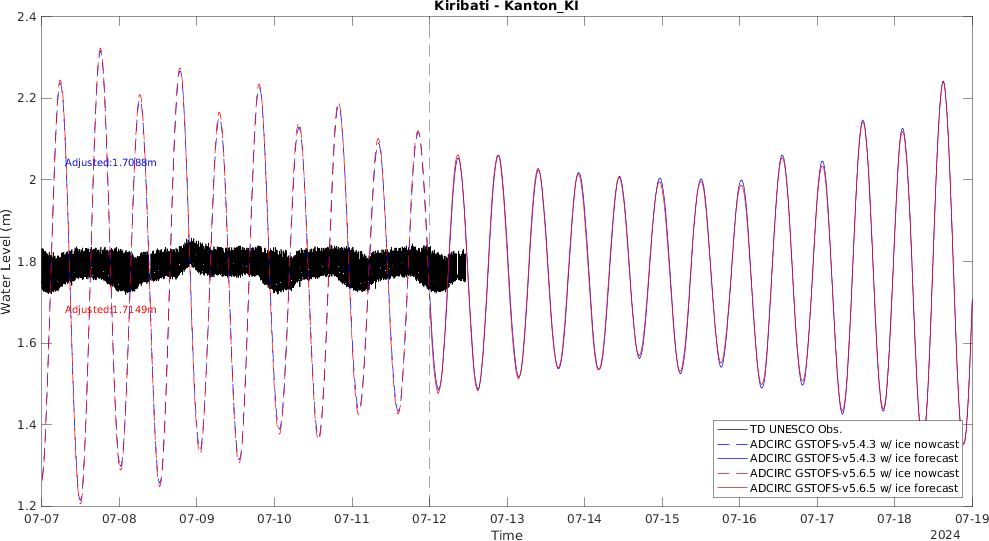 Kiribati - Kanton_KI
2.4
2.2
2
1.8
1.6
1.4
1.2
Water Level (m)
Adjusted:1.7088m
Adjusted:1.7149m
TD UNESCO Obs.
ADCIRC GSTOFS-v5.4.3 w/ ice nowcast
ADCIRC GSTOFS-v5.4.3 w/ ice forecast
ADCIRC GSTOFS-v5.6.5 w/ ice nowcast
ADCIRC GSTOFS-v5.6.5 w/ ice forecast
07-07 07-08 07-09 07-10 07-11 07-12 07-13 07-14 07-15 07-16 07-17 07-18 07-19
Time
2024